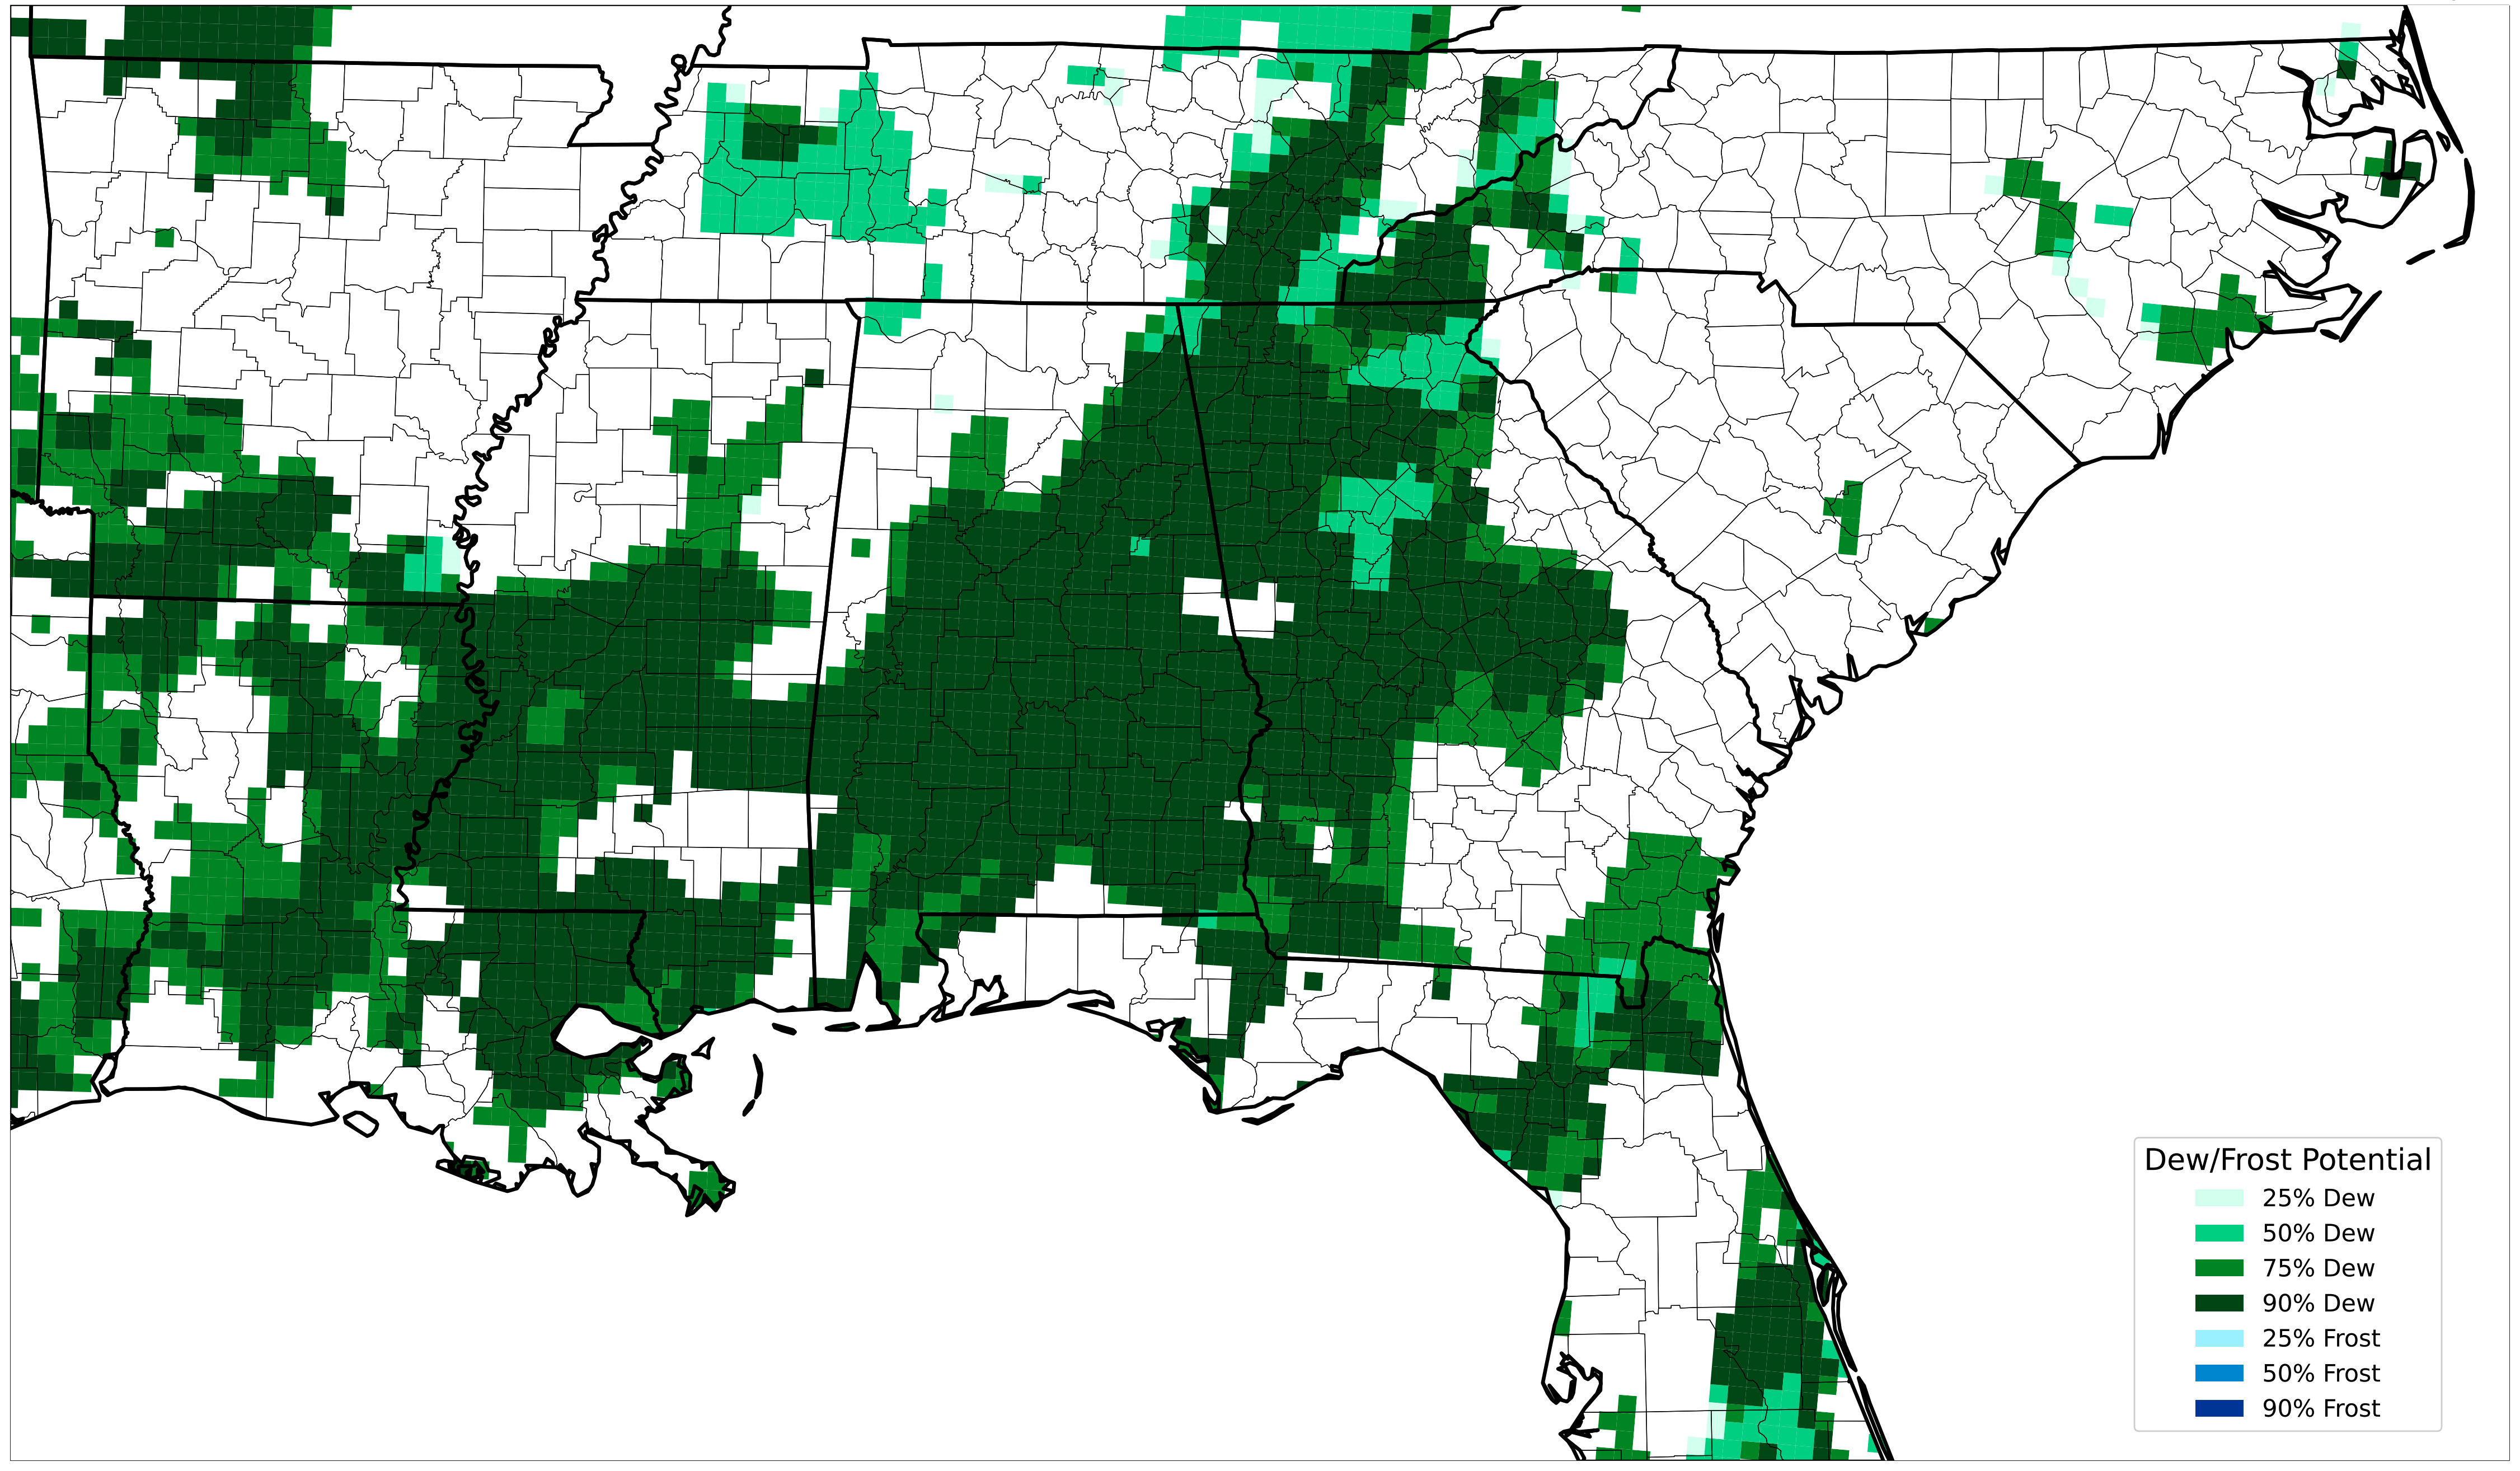 Dew/Frost Potential
25% Dew
50% Dew
75% Dew
90% Dew
25% Frost
50% Frost
90% Frost